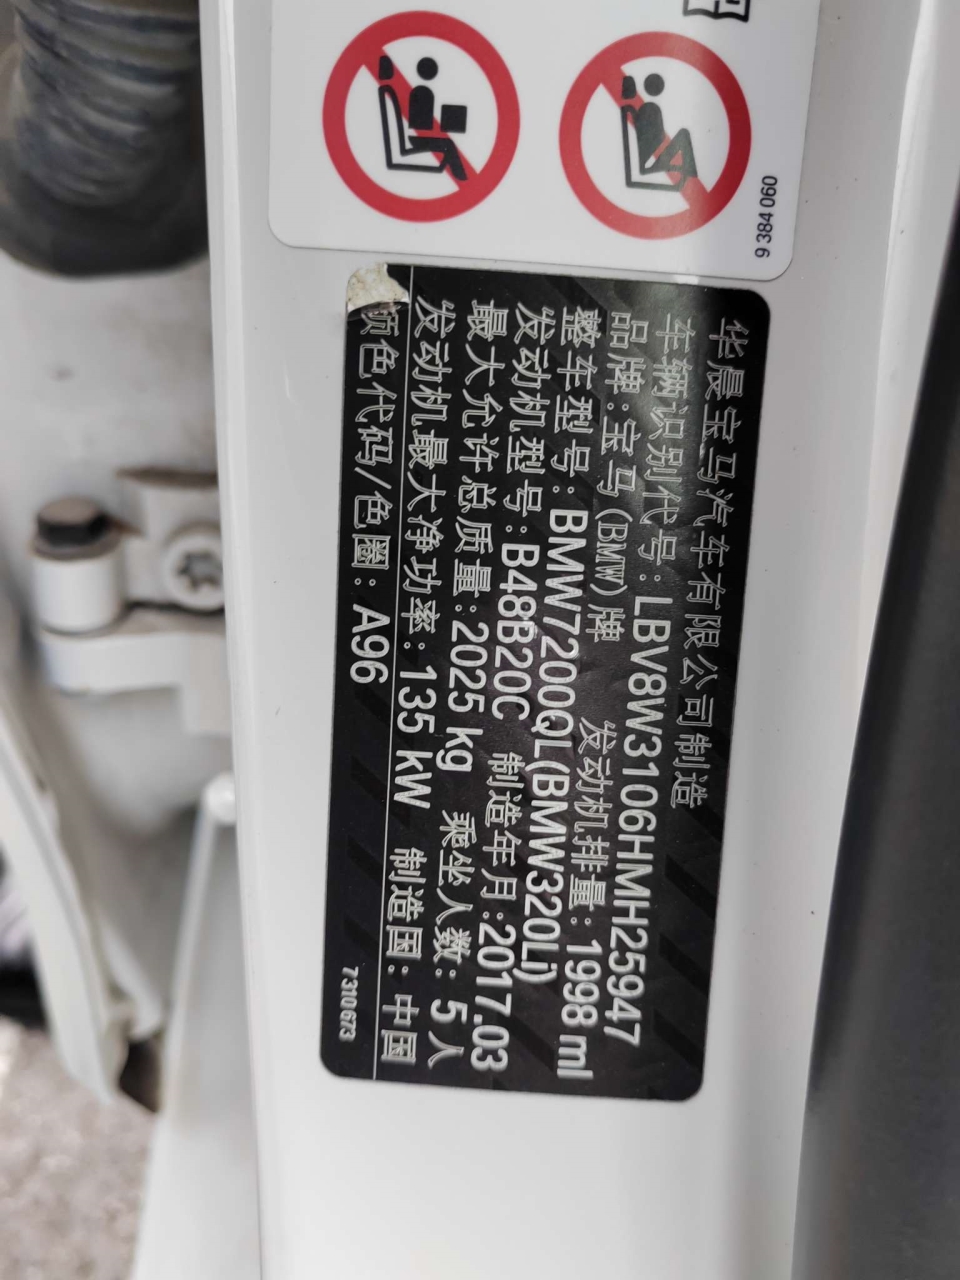 9 384 060
华晨宝马汽车有限公司制造
车辆识别代号:LBV8W3106HMH25947
品牌:宝马(BMW)牌 发动机排量:1998 ml
整车型号:BMW7200QL(BMW320Li)
发动机型号:B48B20C 制造年月:2017.03
最大允许总质量:2025 kg 乘坐人数:5人
发动机最大净功率:135 kW 制造国:中国
颜色代码/色圈:A96
7310673